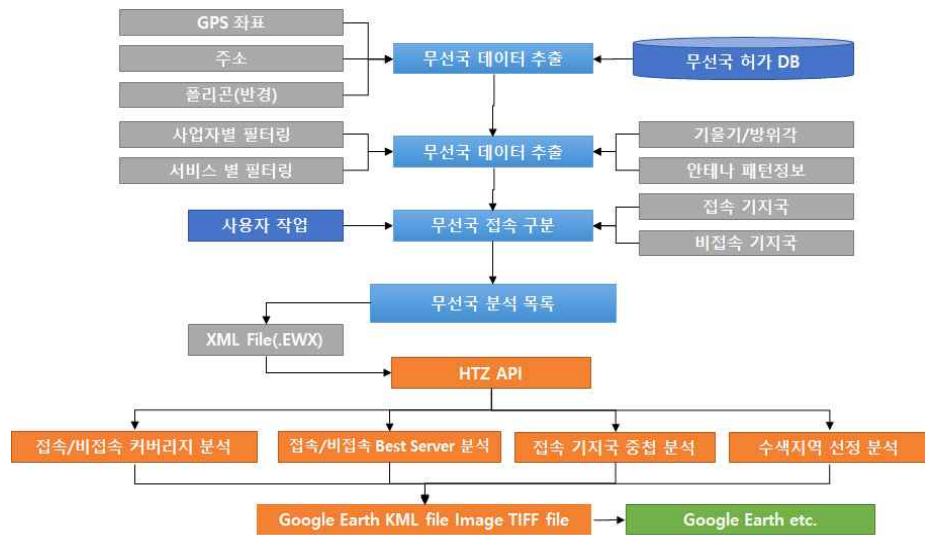 GPS 좌표
주소
폴리곤(반경)
무선국 데이터 추출
무선국 허가 DB
사업자별 필터링
서비스 별 필터링
무선국 데이터 추출
기울기/방위각
안테나 패턴정보
사용자 작업
무선국 접속 구분
접속 기지국
비접속 기지국
무선국 분석 목록
XML File(.EWX)
HTZ API
접속/비접속 커버리지 분석
접속/비접속 Best Server 분석
접속 기지국 중첩 분석
수색지역 선정 분석
Google Earth KML file Image TIFF file
Google Earth etc.